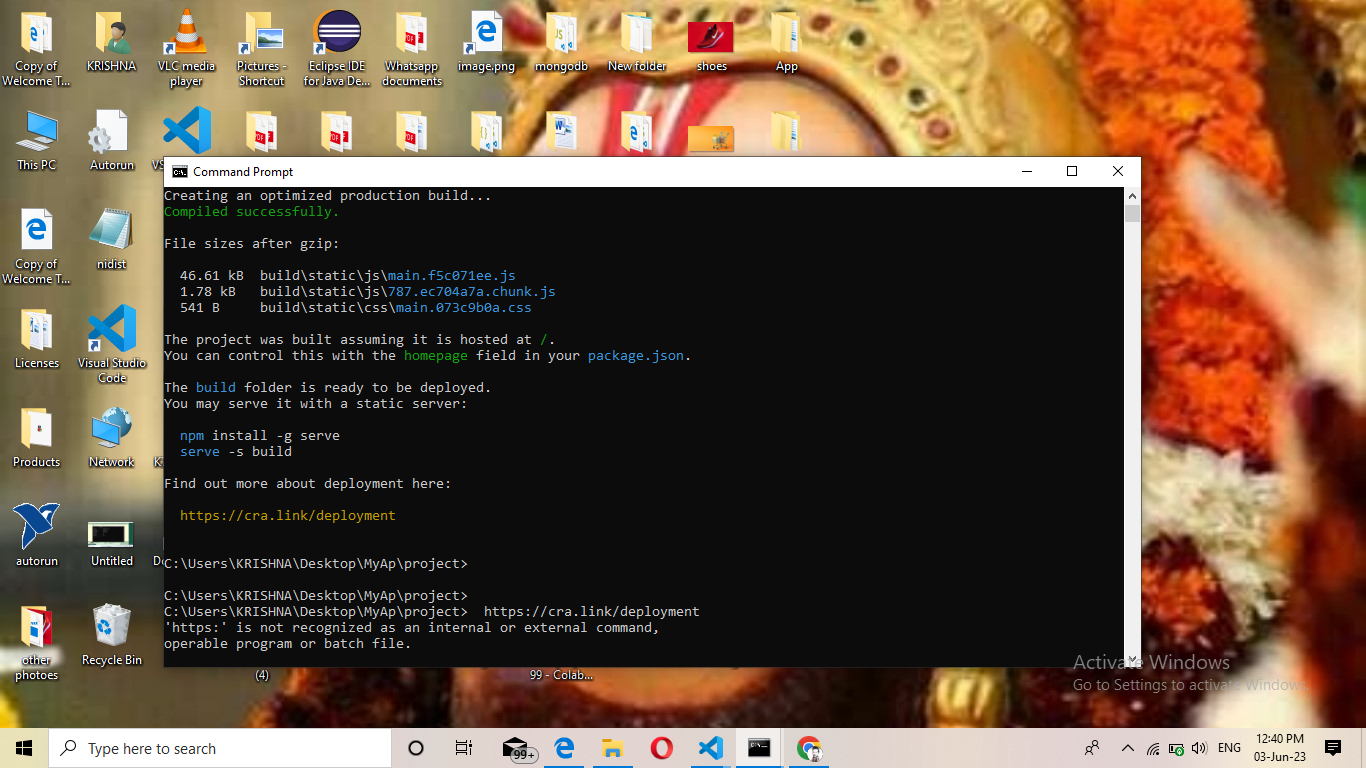 Copy of
Welcome T...
KRISHNA
VLC media
player
Pictures -
Shortcut
Eclipse IDE
for Java De...
Whatsapp
documents
image.png
mongodb
New folder
shoes
App
This PC
Autorun
Copy of
Welcome T...
nidist
Licenses
Visual Studio
Code
Products
Network
autorun
Untitled
other
photoes
Recycle Bin
(4)
99 - Colab...
Command Prompt
Creating an optimized production build...
Compiled successfully.
File sizes after gzip:
46.61 kB  build\static\js\main.f5c071ee.js
1.78 kB   build\static\js\787.ec704a7a.chunk.js
541 B     build\static\css\main.073c9b0a.css
The project was built assuming it is hosted at /.
You can control this with the homepage field in your package.json.
The build folder is ready to be deployed.
You may serve it with a static server:
npm install -g serve
serve -s build
Find out more about deployment here:
https://cra.link/deployment
C:\Users\KRISHNA\Desktop\MyAp\project>
C:\Users\KRISHNA\Desktop\MyAp\project>
C:\Users\KRISHNA\Desktop\MyAp\project>  https://cra.link/deployment
'https:' is not recognized as an internal or external command,
operable program or batch file.
Activate Windows
Go to Settings to activate Windows.
Type here to search
99+
ENG
12:40 PM
03-Jun-23